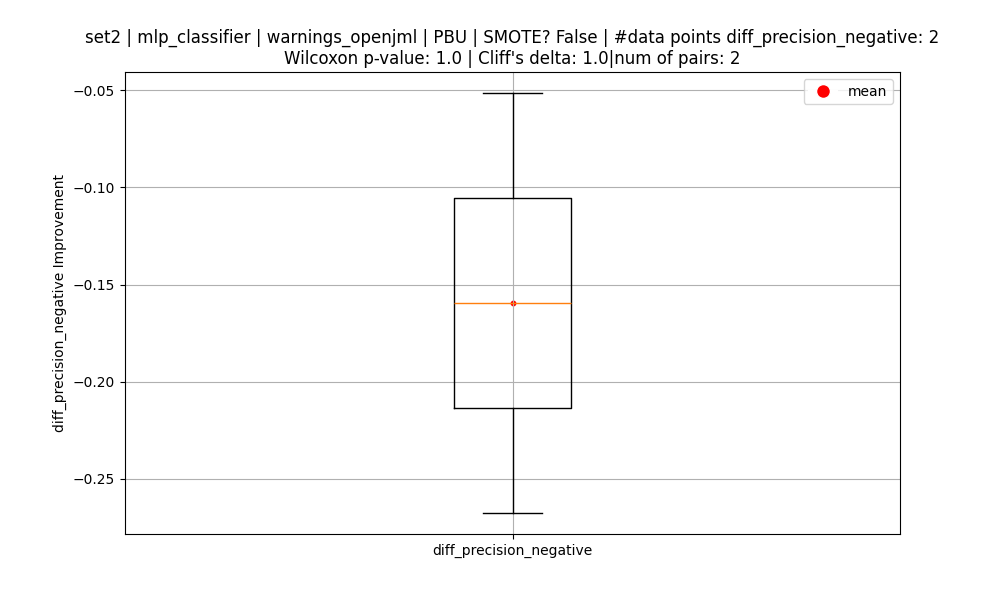 set2 | mlp_classifier | warnings_openjml | PBU | SMOTE? False | #data points diff_precision_negative: 2
Wilcoxon p-value: 1.0 | Cliff's delta: 1.0|num of pairs: 2
mean
−0.05
−0.10
−0.15
−0.20
−0.25
diff_precision_negative Improvement
diff_precision_negative